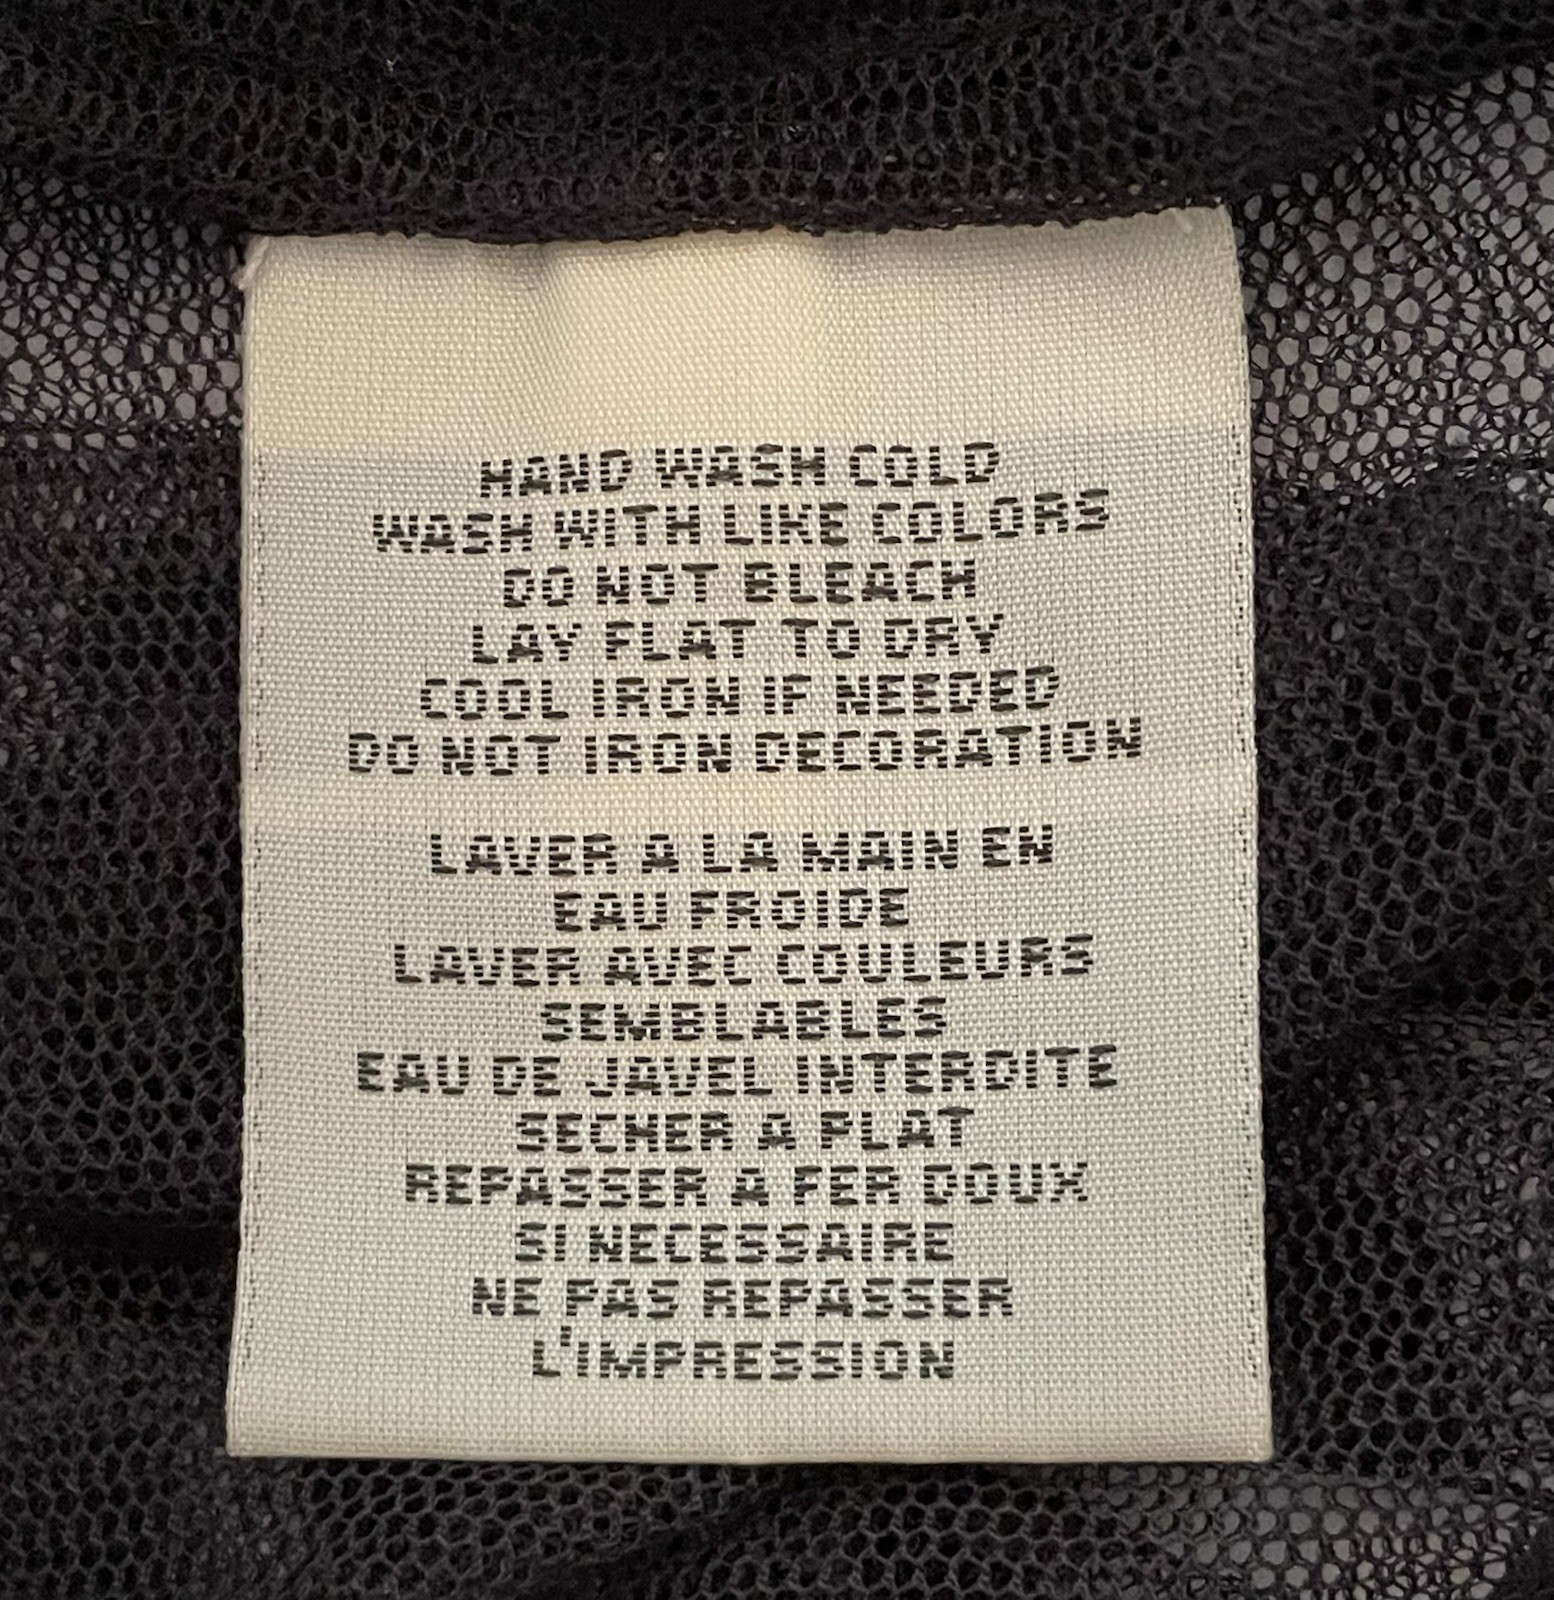 HAND WASH COLD
WASH WITH LIKE COLORS
DO NOT BLEACH
LAY FLAT TO DRY
COOL IRON IF NEEDED
DO NOT IRON DECORATION
LAVER A LA MAIN EN
EAU FROIDE
LAVER AVEC COULEURS
SEMBLABLES
EAU DE JAVEL INTERDITE
SECHER A PLAT
REPASSER A FER DOUX
SI NECESSAIRE
NE PAS REPASSER
L'IMPRESSION